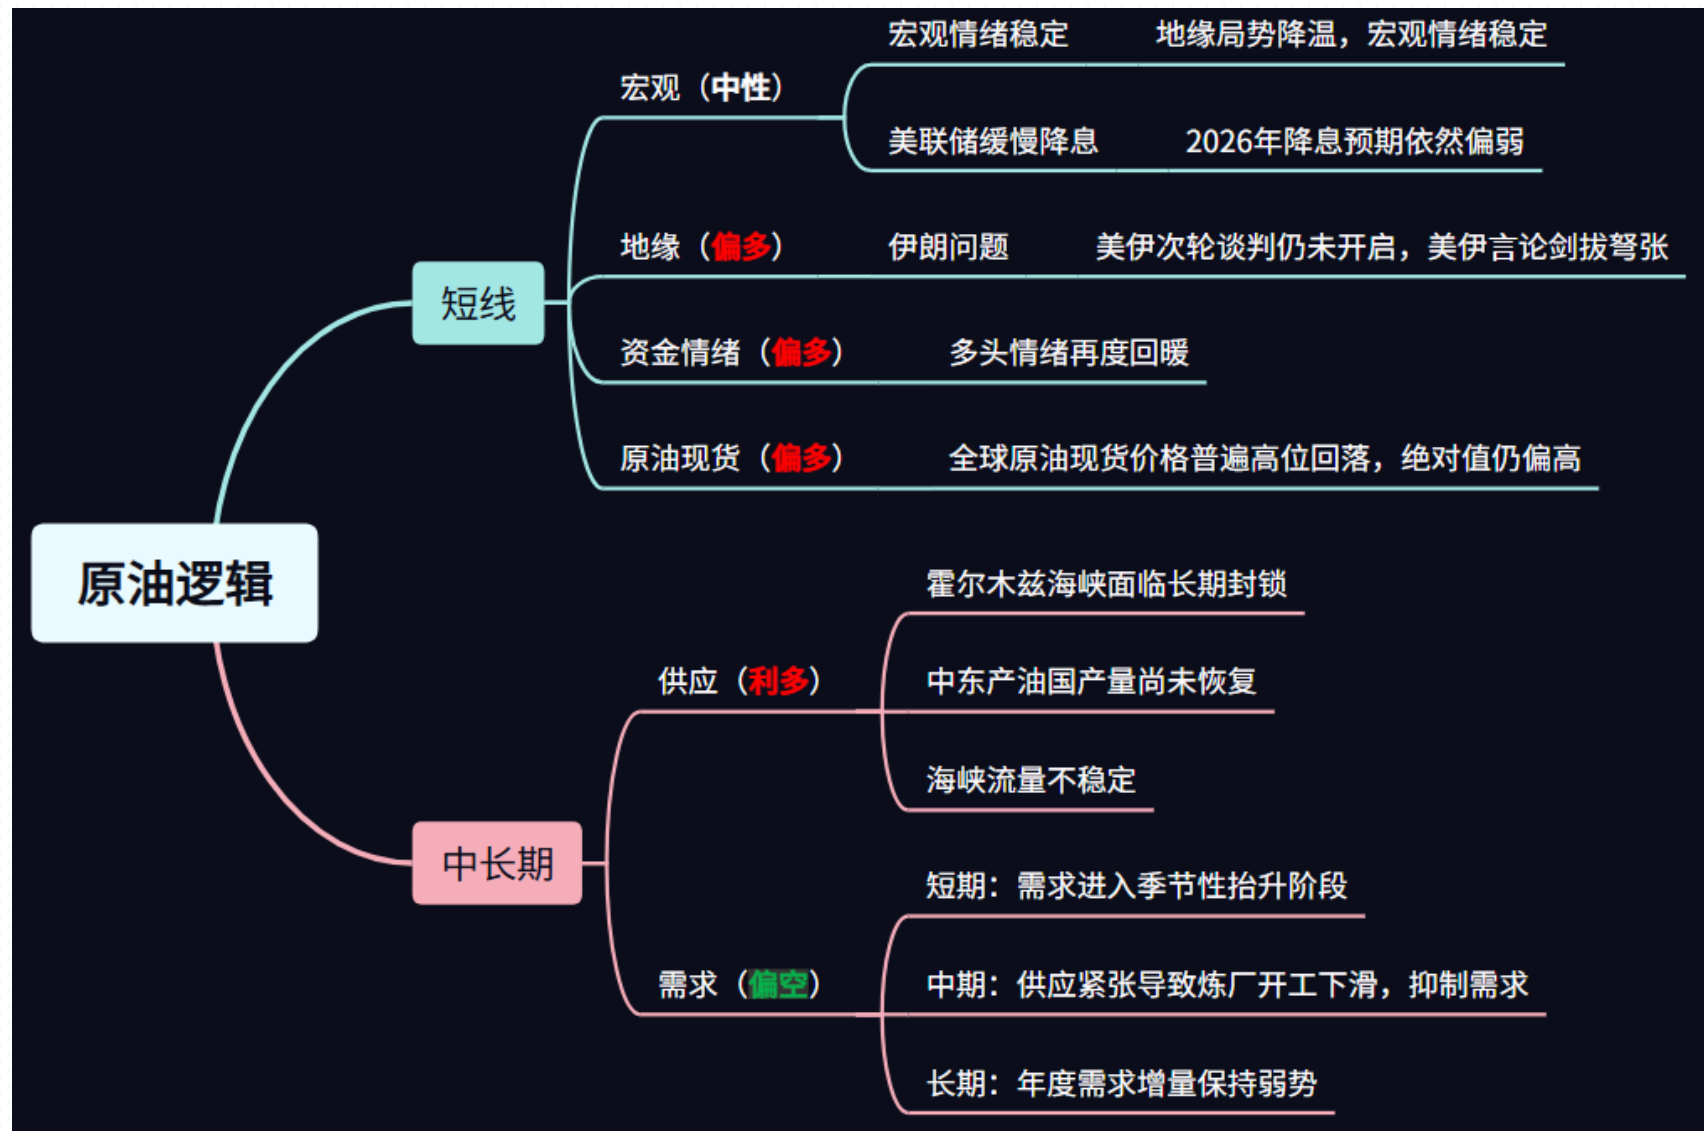 原油逻辑
短线
宏观（中性）
宏观情绪稳定
地缘局势降温，宏观情绪稳定
美联储缓慢降息
2026年降息预期依然偏弱
地缘（偏多）
伊朗问题
美伊次轮谈判仍未开启，美伊言论剑拔弩张
资金情绪（偏多）
多头情绪再度回暖
原油现货（偏多）
全球原油现货价格普遍高位回落，绝对值仍偏高
中长期
供应（利多）
霍尔木兹海峡面临长期封锁
中东产油国产量尚未恢复
海峡流量不稳定
需求（偏空）
短期：需求进入季节性抬升阶段
中期：供应紧张导致炼厂开工下滑，抑制需求
长期：年度需求增量保持弱势